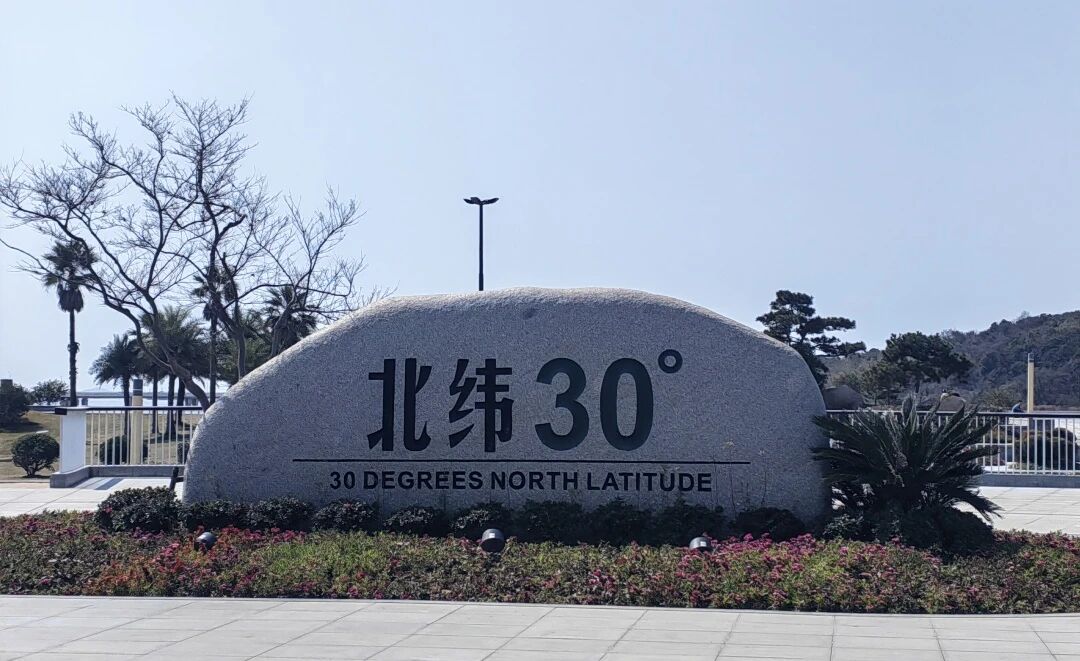 北纬30°
30 DEGREES NORTH LATITUDE